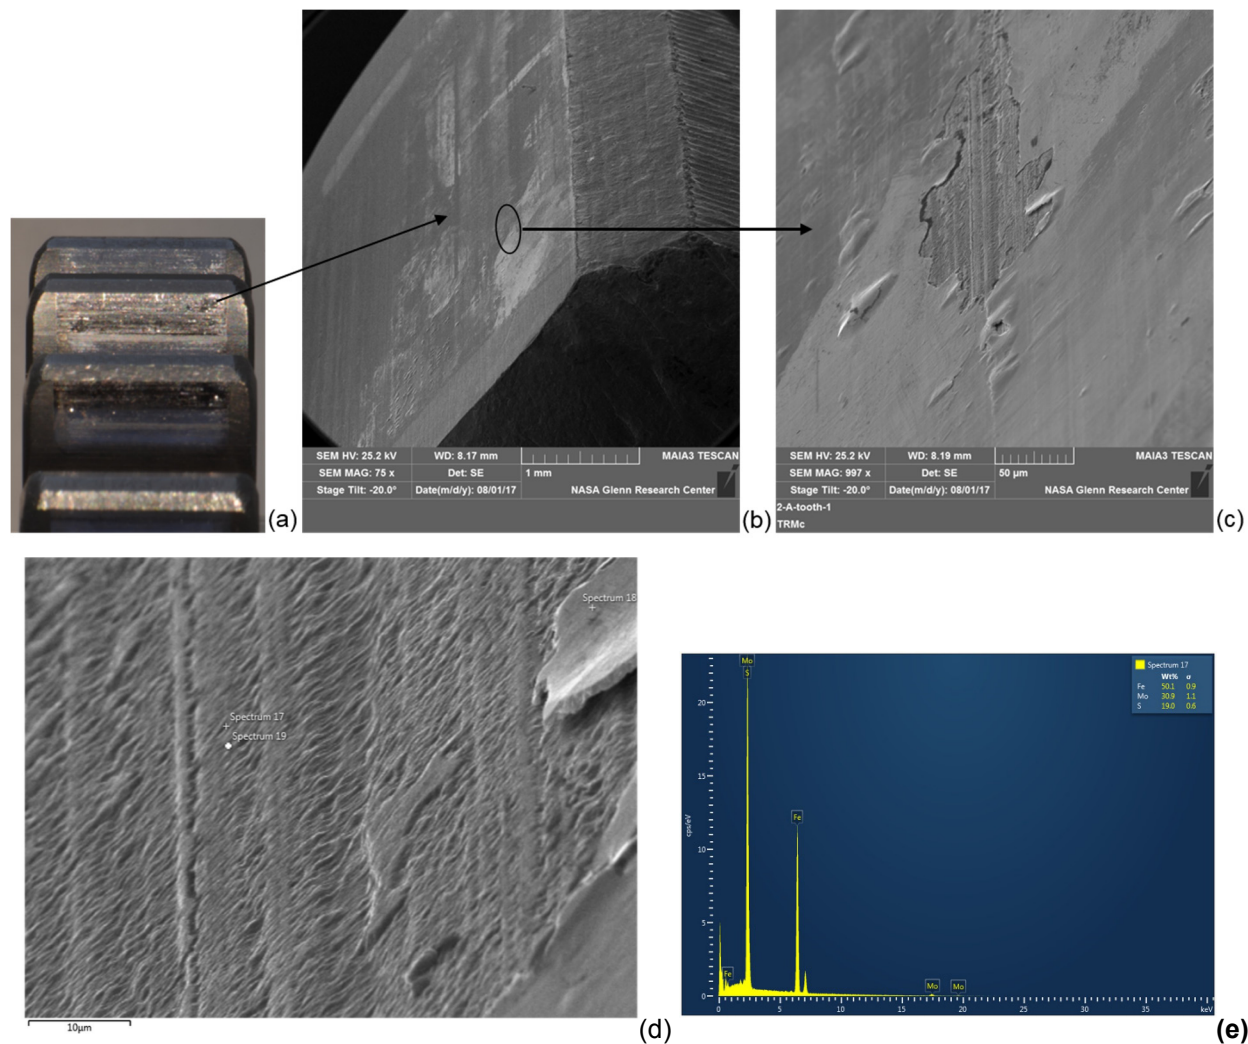 (a)
SEM HV: 25.2 kV WD: 8.17 mm MAIA3 TESCAN
SEM MAG: 75 x Det: SE 1 mm
Stage Tilt: -20.0° Date(m/d/y): 08/01/17 NASA Glenn Research Center
(b)
SEM HV: 25.2 kV WD: 8.19 mm MAIA3 TESCAN
SEM MAG: 997 x Det: SE 50 µm
Stage Tilt: -20.0° Date(m/d/y): 08/01/17 NASA Glenn Research Center
2-A-tooth-1
TRMc
(c)
Spectrum 18
Spectrum 17
Spectrum 19
10µm
(d)
Mo
S
Fe
Fe
Mo
Mo
Spectrum 17
Wt% σ
Fe 50.1 0.9
Mo 30.9 1.1
S 19.0 0.6
cps/eV
20
15
10
5
0
0 5 10 15 20 25 30 35 keV
(e)